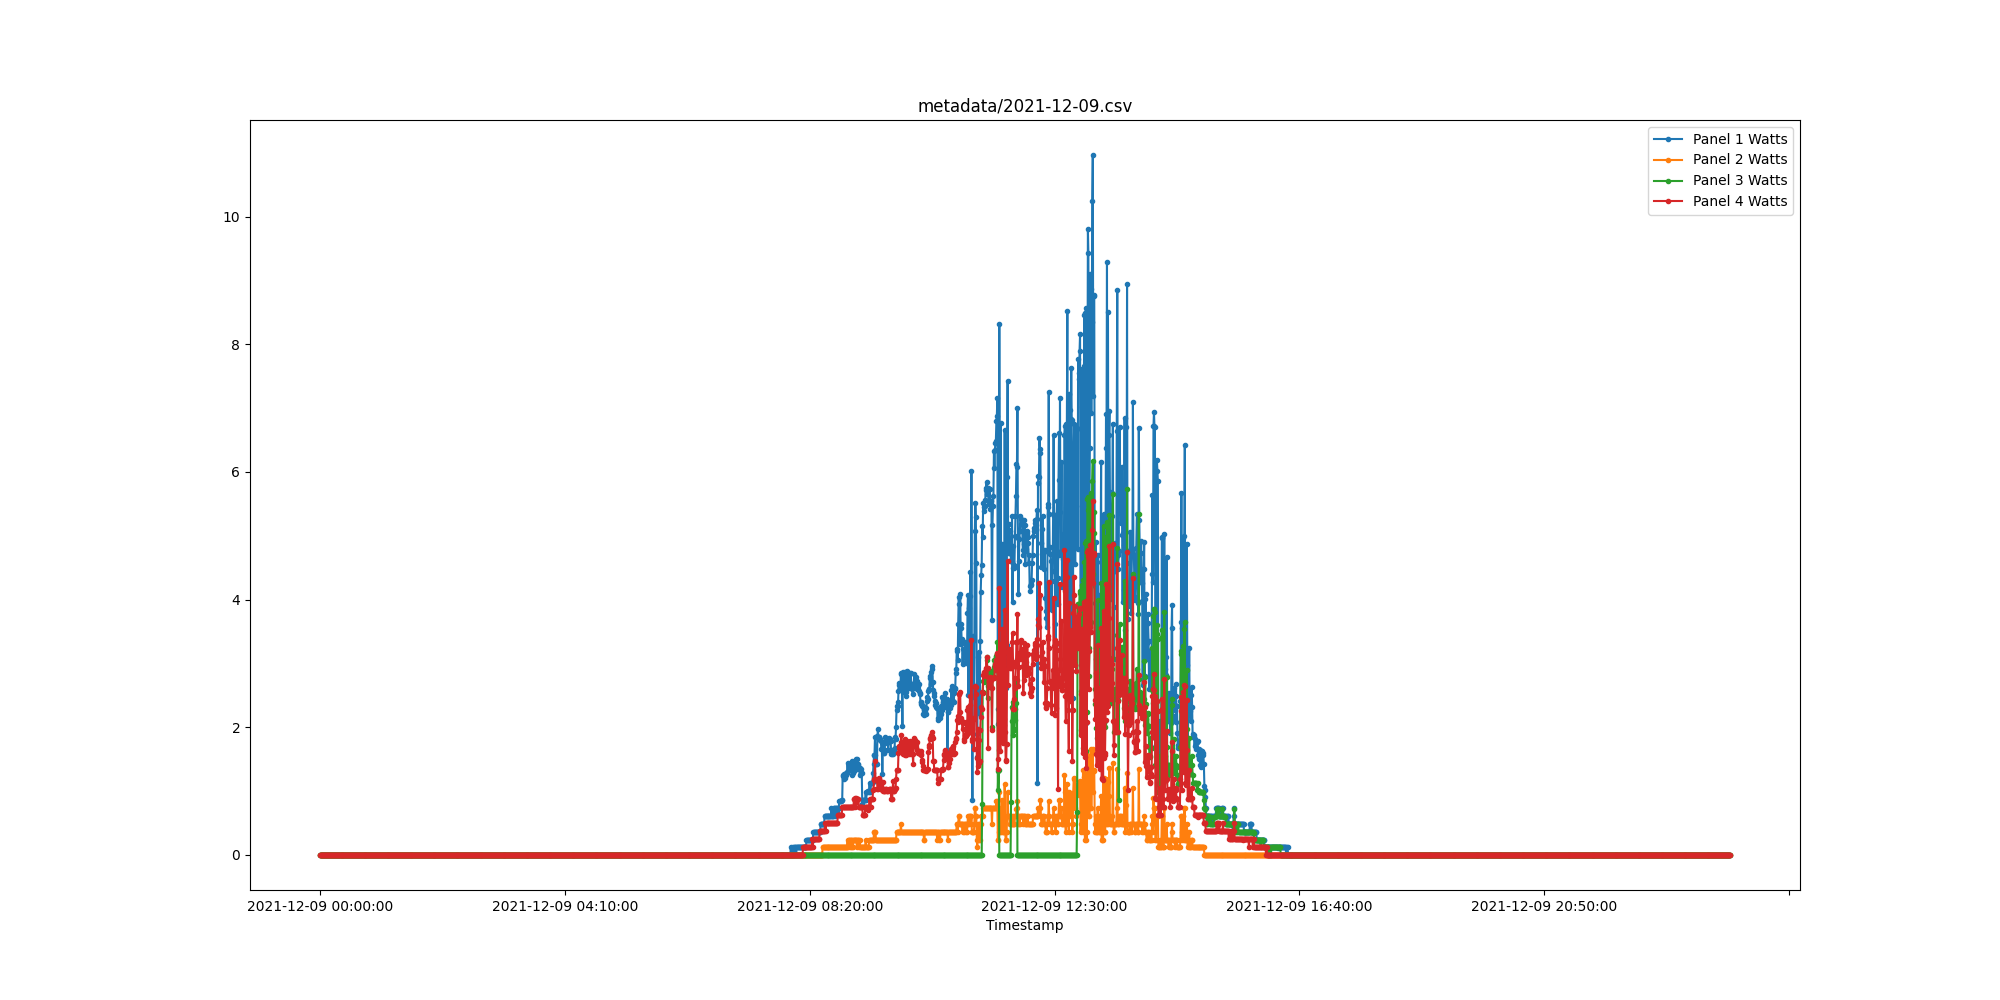 metadata/2021-12-09.csv
Panel 1 Watts
Panel 2 Watts
Panel 3 Watts
Panel 4 Watts
10
8
6
4
2
0
2021-12-09 00:00:00 2021-12-09 04:10:00 2021-12-09 08:20:00 2021-12-09 12:30:00 2021-12-09 16:40:00 2021-12-09 20:50:00
Timestamp